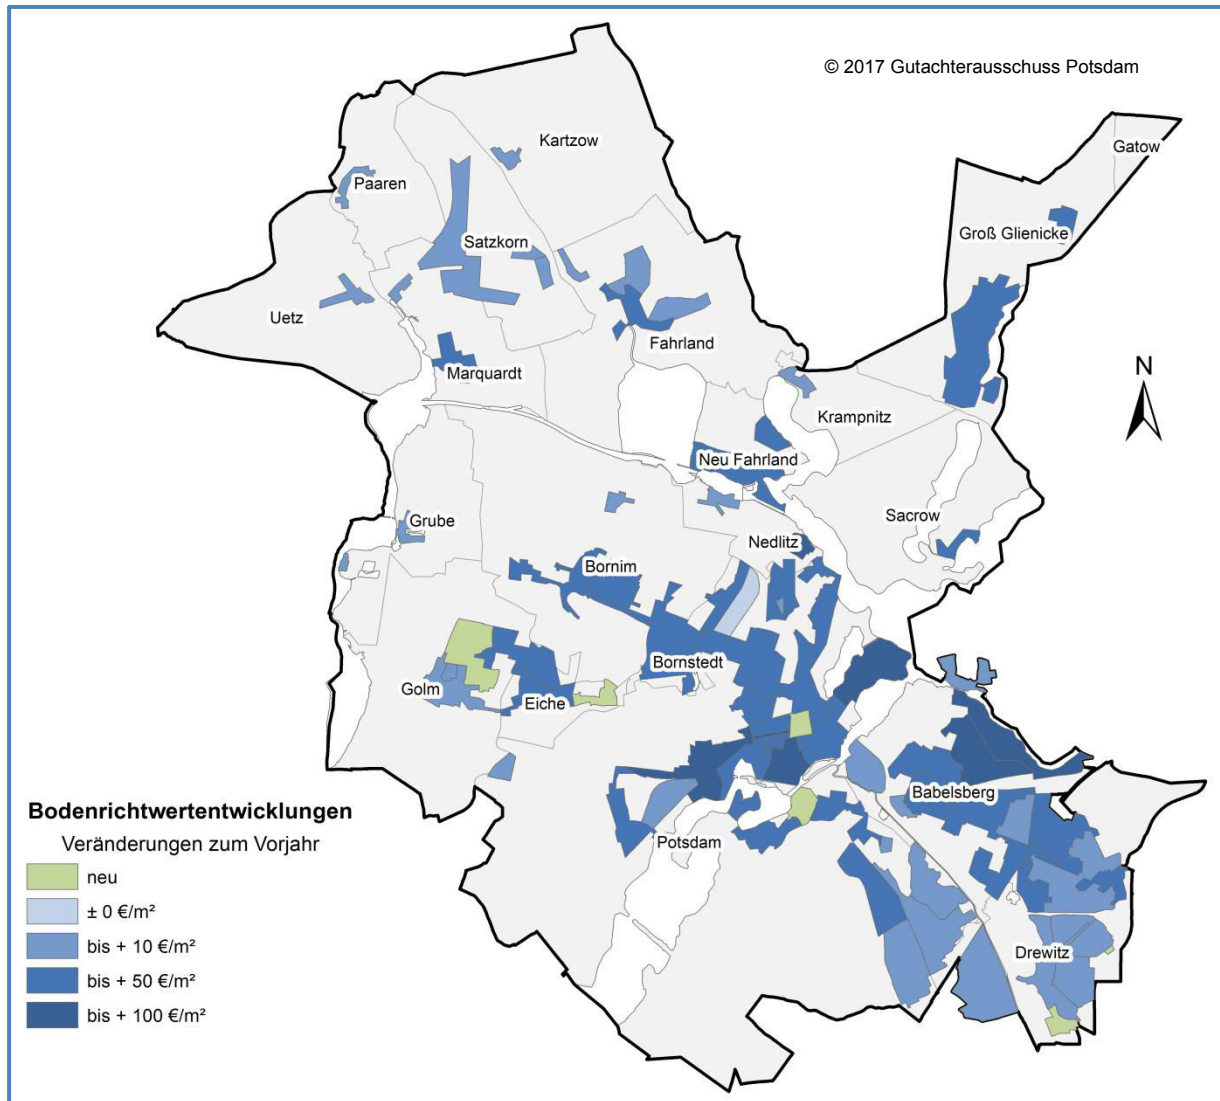 © 2017 Gutachterausschuss Potsdam
Kartzow
Gatow
Paaren
Groß Glienicke
Satzkorn
Uetz
Fahrland
Marquardt
N
Krampnitz
Neu Fahrland
Sacrow
Grube
Nedlitz
Bornim
Bornstedt
Golm
Eiche
Babelsberg
Potsdam
Drewitz
Bodenrichtwertentwicklungen
Veränderungen zum Vorjahr
neu
± 0 €/m²
bis + 10 €/m²
bis + 50 €/m²
bis + 100 €/m²